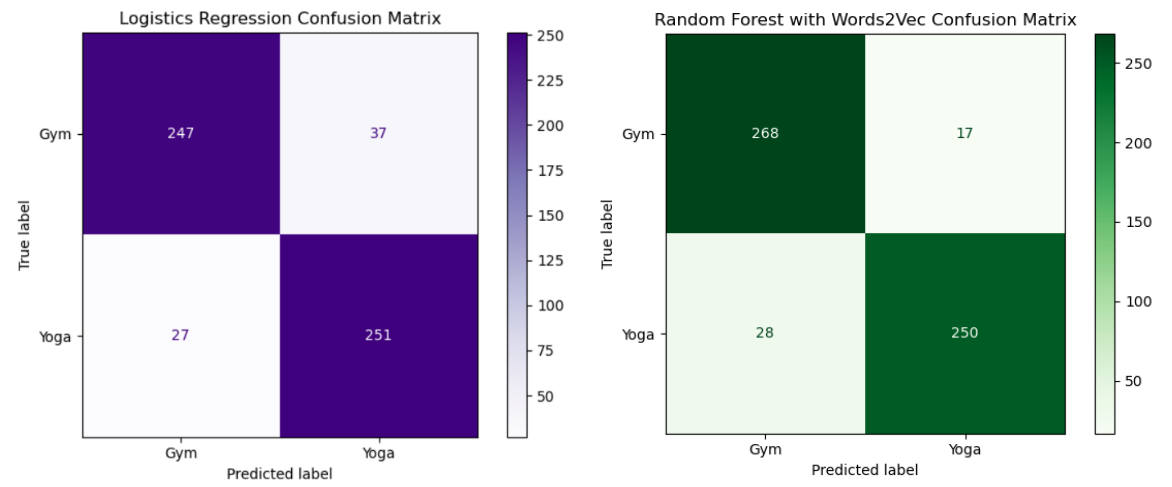 Logistics Regression Confusion Matrix
True label
Gym
Yoga
247
37
27
251
Gym
Yoga
Predicted label
250
225
200
175
150
125
100
75
50
Random Forest with Words2Vec Confusion Matrix
True label
Gym
Yoga
268
17
28
250
Gym
Yoga
Predicted label
250
200
150
100
50